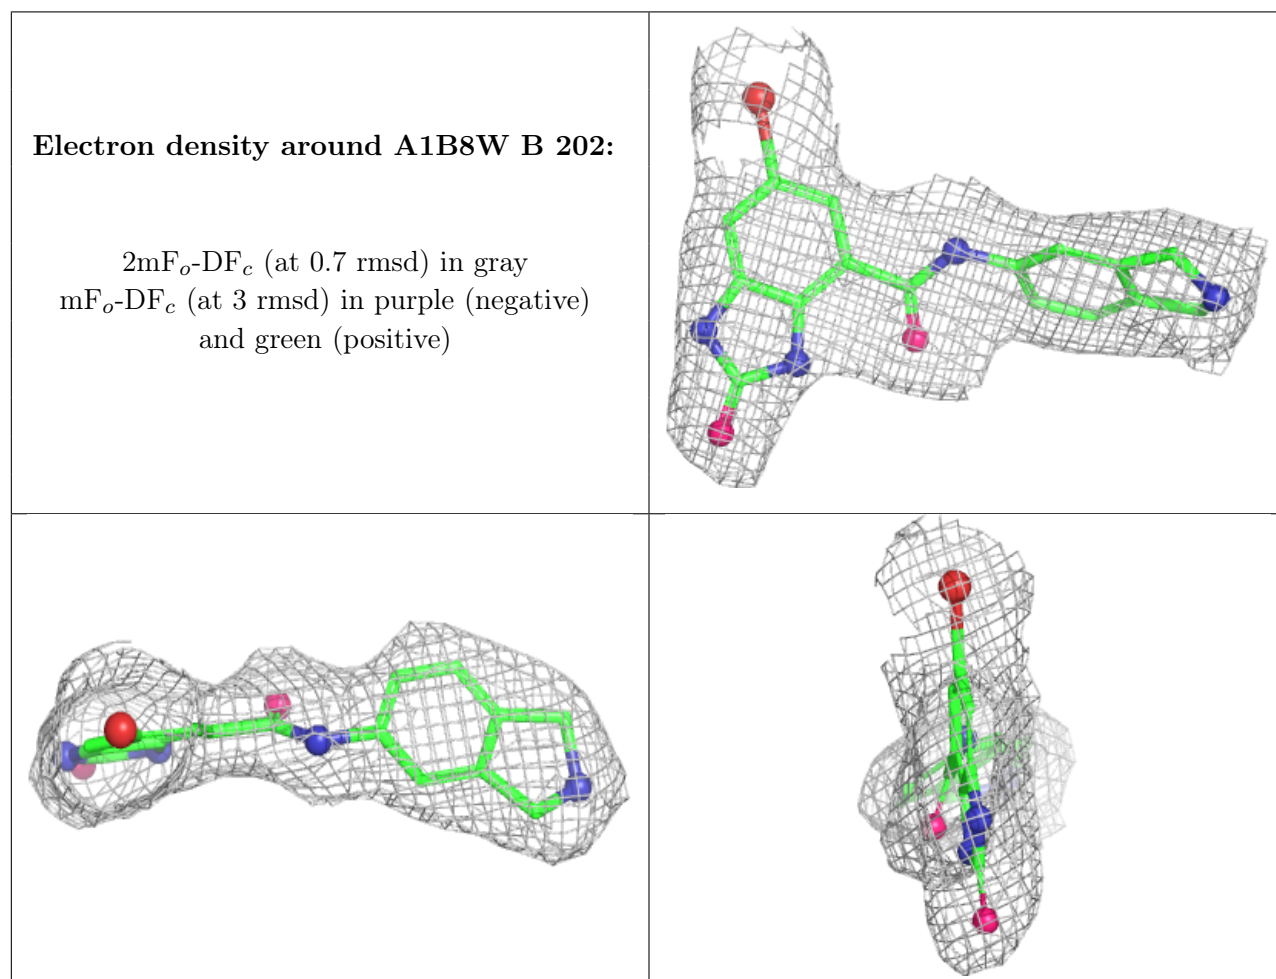 Electron density around A1B8W B 202:
2mFo-DFc (at 0.7 rmsd) in gray
mFo-DFc (at 3 rmsd) in purple (negative)
and green (positive)